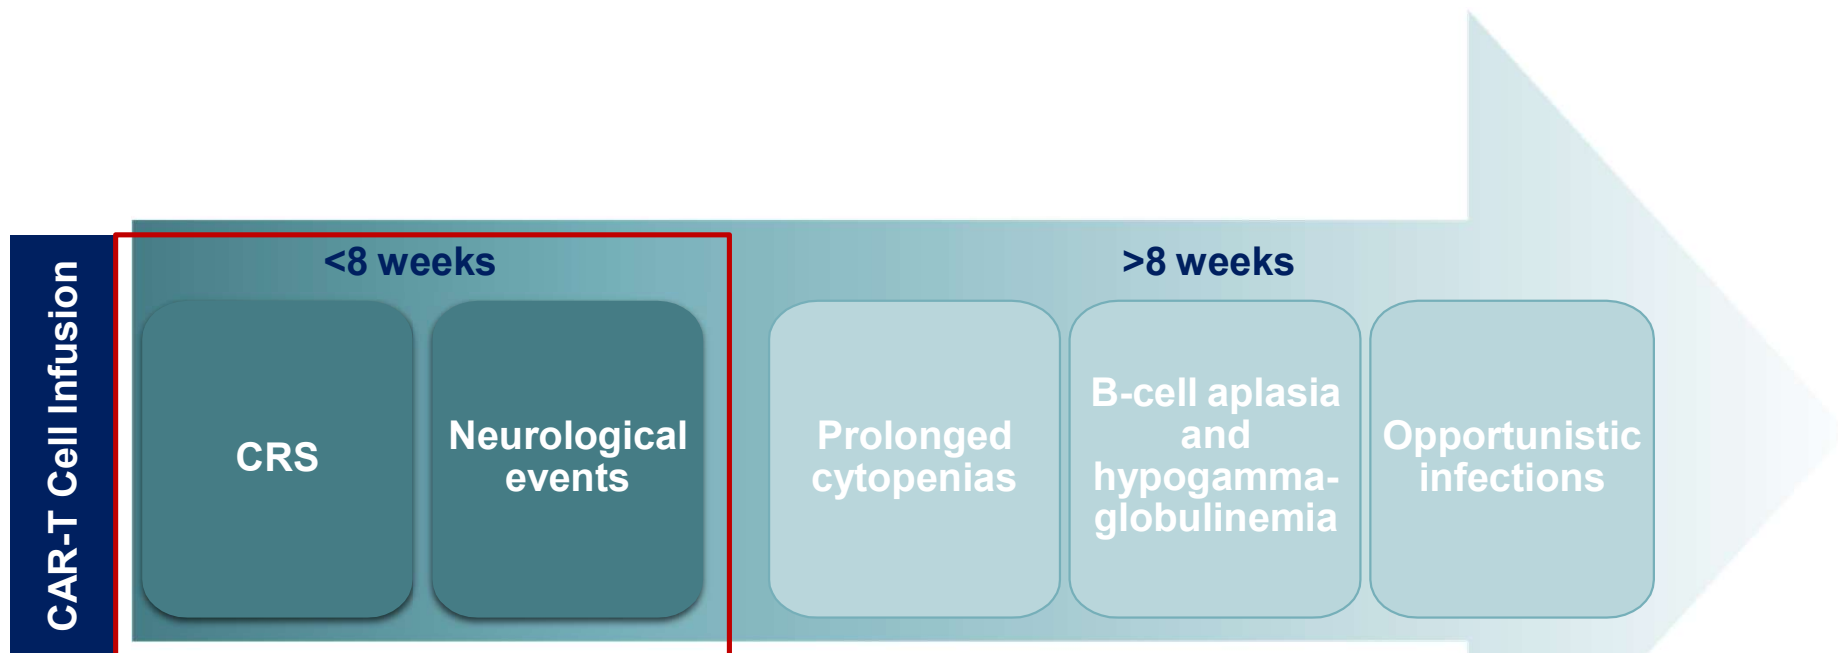 CAR-T Cell Infusion
<8 weeks
CRS
Neurological
events
>8 weeks
Prolonged
cytopenias
B-cell aplasia
and
hypogamma-
globulinemia
Opportunistic
infections